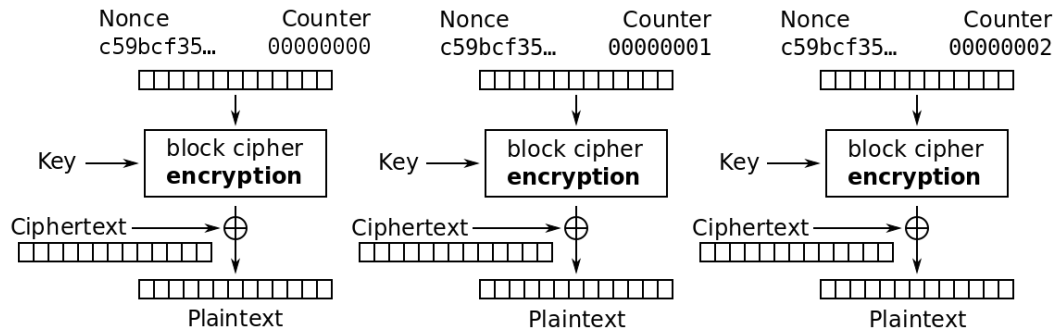 Nonce Counter Nonce Counter Nonce Counter
c59bcf35… 00000000 c59bcf35… 00000001 c59bcf35… 00000002
block cipher block cipher block cipher
Key Key Key
encryption encryption encryption
Ciphertext Ciphertext Ciphertext
Plaintext Plaintext Plaintext